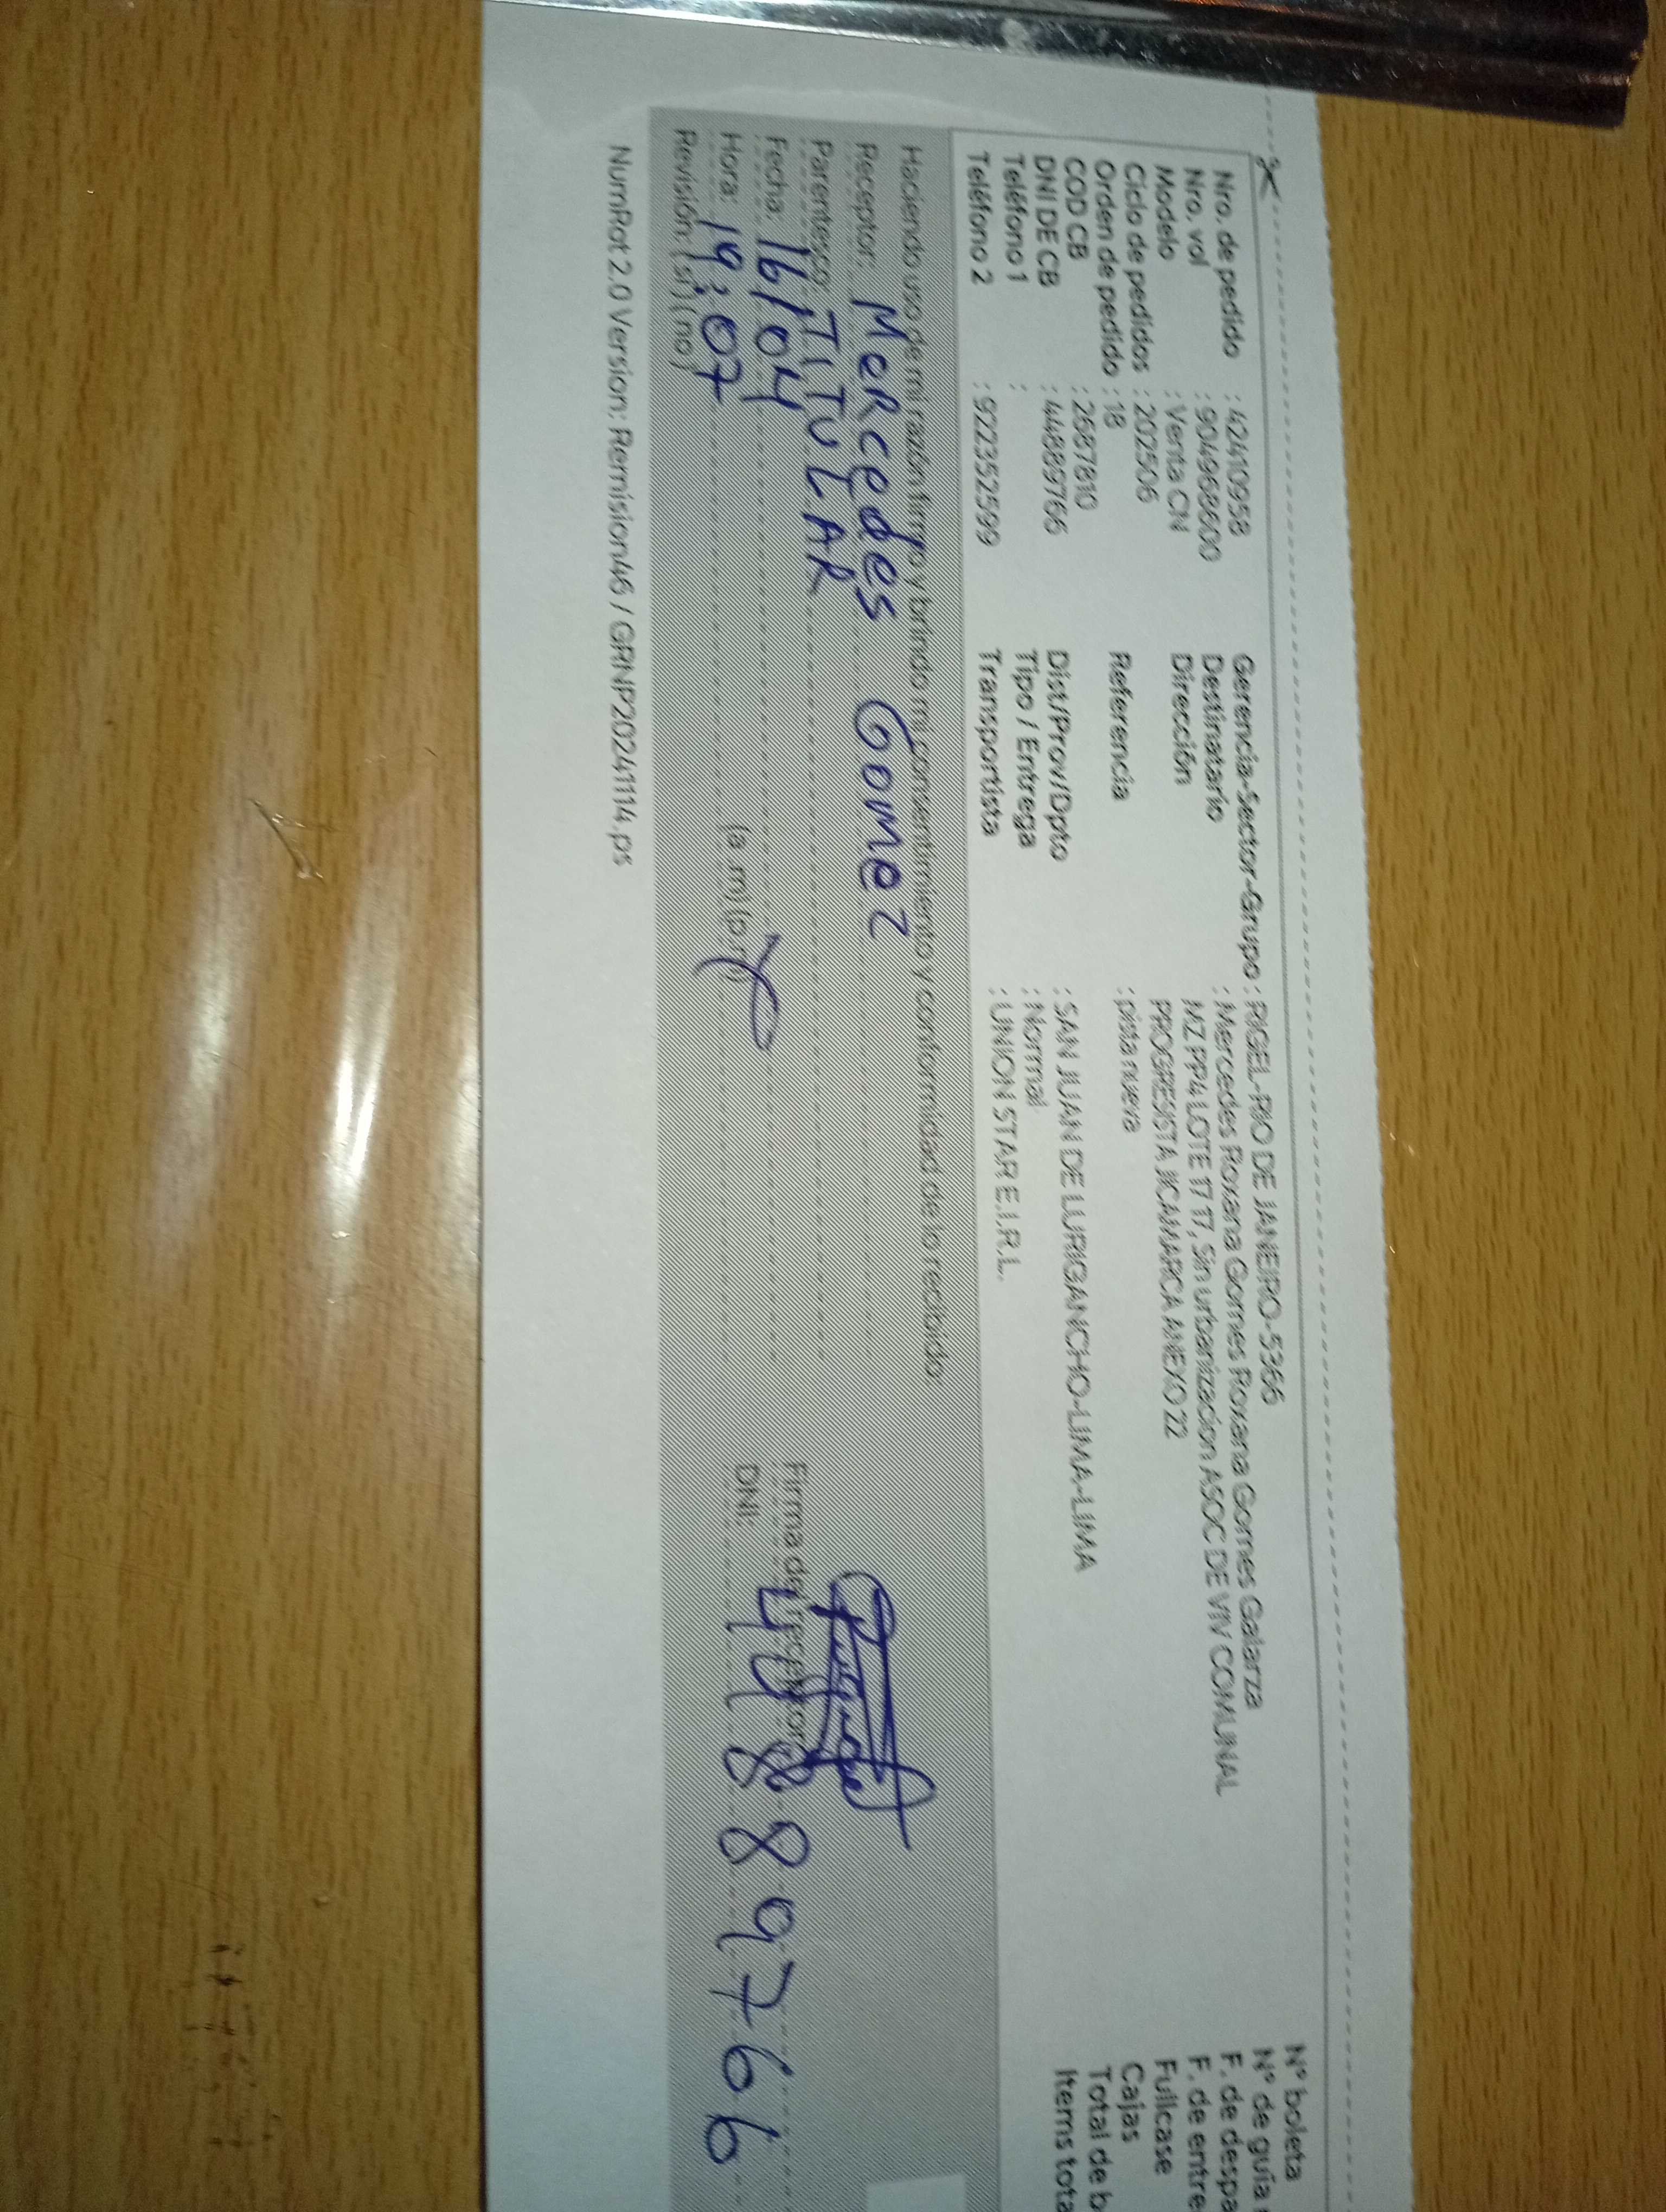 Nro. de pedido : 42410958
Nro. vol : 904968600
Modelo : Venta CN
Ciclo de pedidos : 202506
Orden de pedido : 18
COD CB : 2687810
DNI DE CB : 44889766
Teléfono 1 :
Teléfono 2 : 922352599
Gerencia-Sector-Grupo : RIGEL-RIO DE JANEIRO-5366
Destinatario : Mercedes Roxana Gomes Roxana Gomes Galarza
Dirección MZ PP4 LOTE 17 17, Sin urbanizacion ASOC DE VIV COMUNAL
PROGRESISTA JICAMARCA ANEXO 22
Referencia : pista nueva
Dist/Prov/Dpto : SAN JUAN DE LURIGANCHO-LIMA-LIMA
Tipo / Entrega : Normal
Transportista : UNION STAR E.I.R.L.
N° boleta
N° de guía
F. de despa
F. de entre
Fullcase
Cajas
Total de b
Items tota
Haciendo uso de mi razón firmo y brindo mi consentimiento y conformidad de lo recibido
Receptor: Mercedes Gomez
Parentesco: TITULAR
Fecha: 16/04
Hora: 19:07 (a.m) (p.m)
Revisión: (si) (no)
Firma del receptor:
DNI: 44889766
NumRot 2.0 Version: Remision46 / GRNP20241114.ps